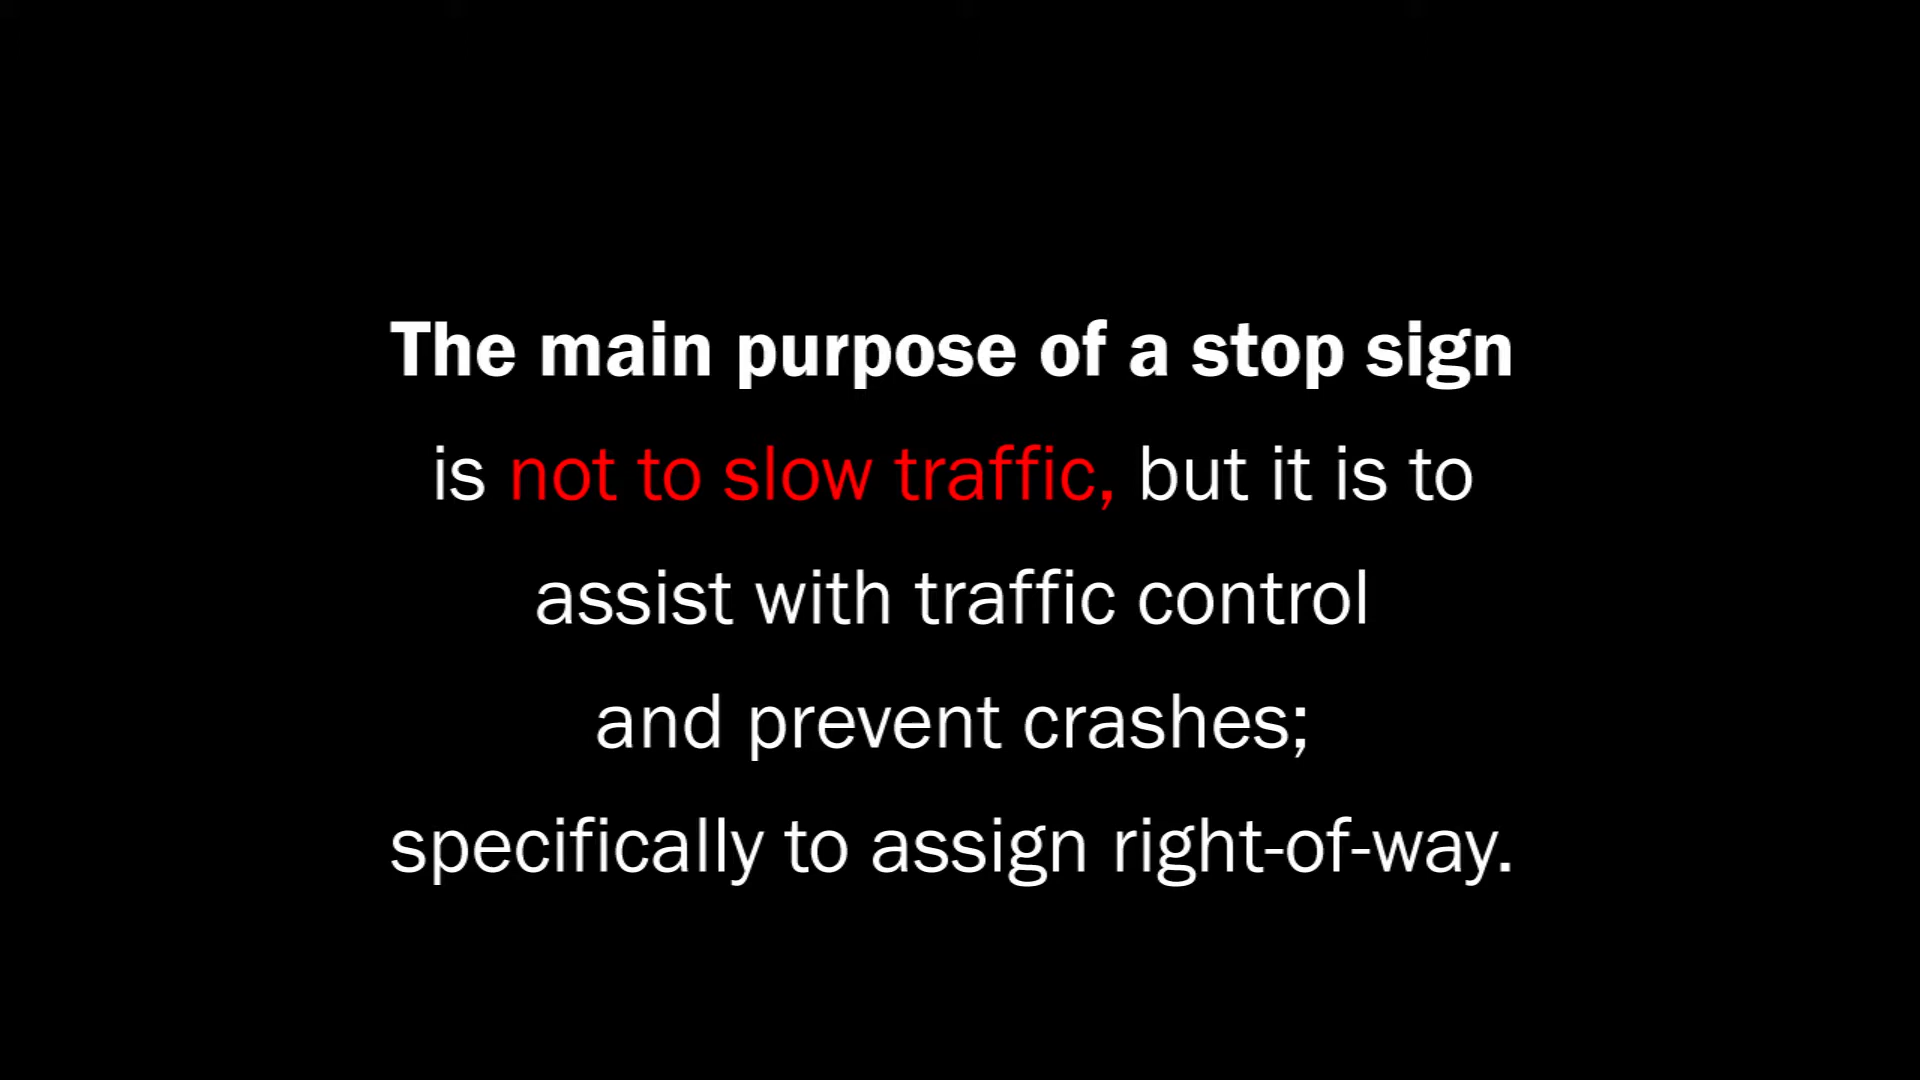 The main purpose of a stop sign
is not to slow traffic, but it is to
assist with traffic control
and prevent crashes;
specifically to assign right-of-way.